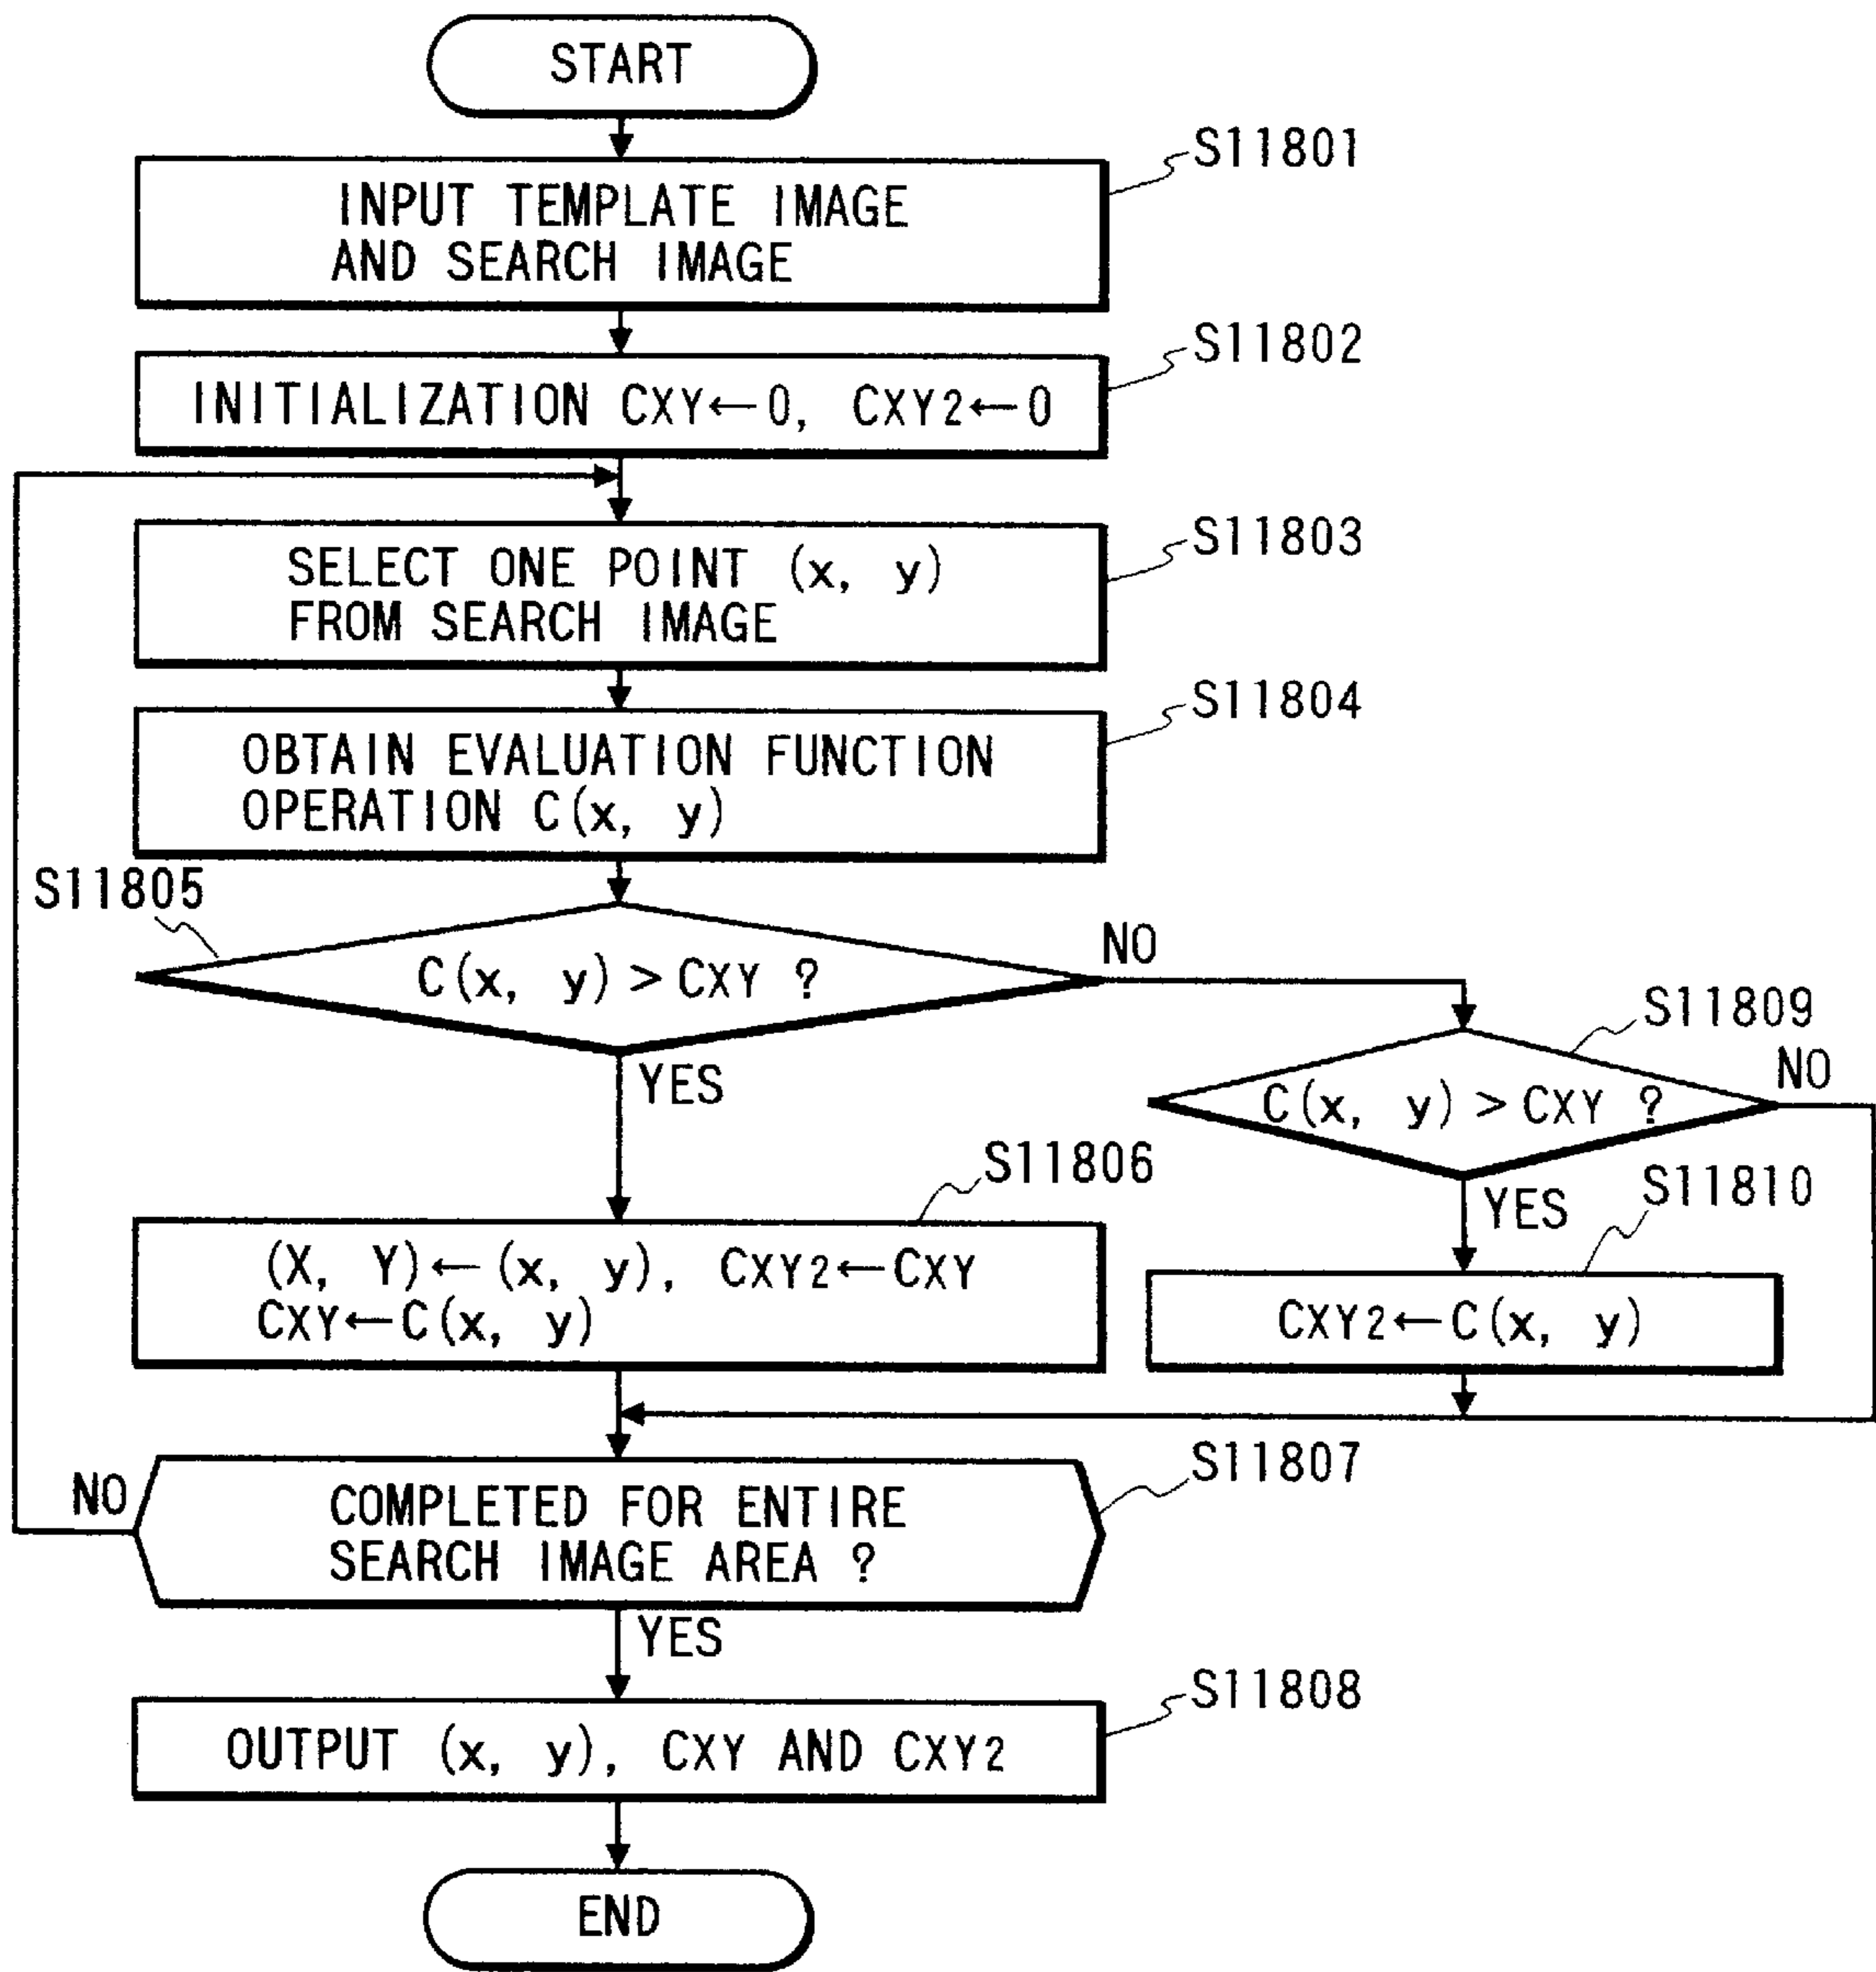 START
S11801
INPUT TEMPLATE IMAGE
AND SEARCH IMAGE
S11802
INITIALIZATION CXY←0, CXY2←0
S11803
SELECT ONE POINT (x, y)
FROM SEARCH IMAGE
S11804
OBTAIN EVALUATION FUNCTION
OPERATION C(x, y)
S11805
C(x, y) > CXY ?
NO
YES
S11809
C(x, y) > CXY ?
NO
YES
S11806
(X, Y)←(x, y), CXY2←CXY
CXY←C(x, y)
S11810
CXY2←C(x, y)
S11807
NO
COMPLETED FOR ENTIRE
SEARCH IMAGE AREA ?
YES
S11808
OUTPUT (x, y), CXY AND CXY2
END